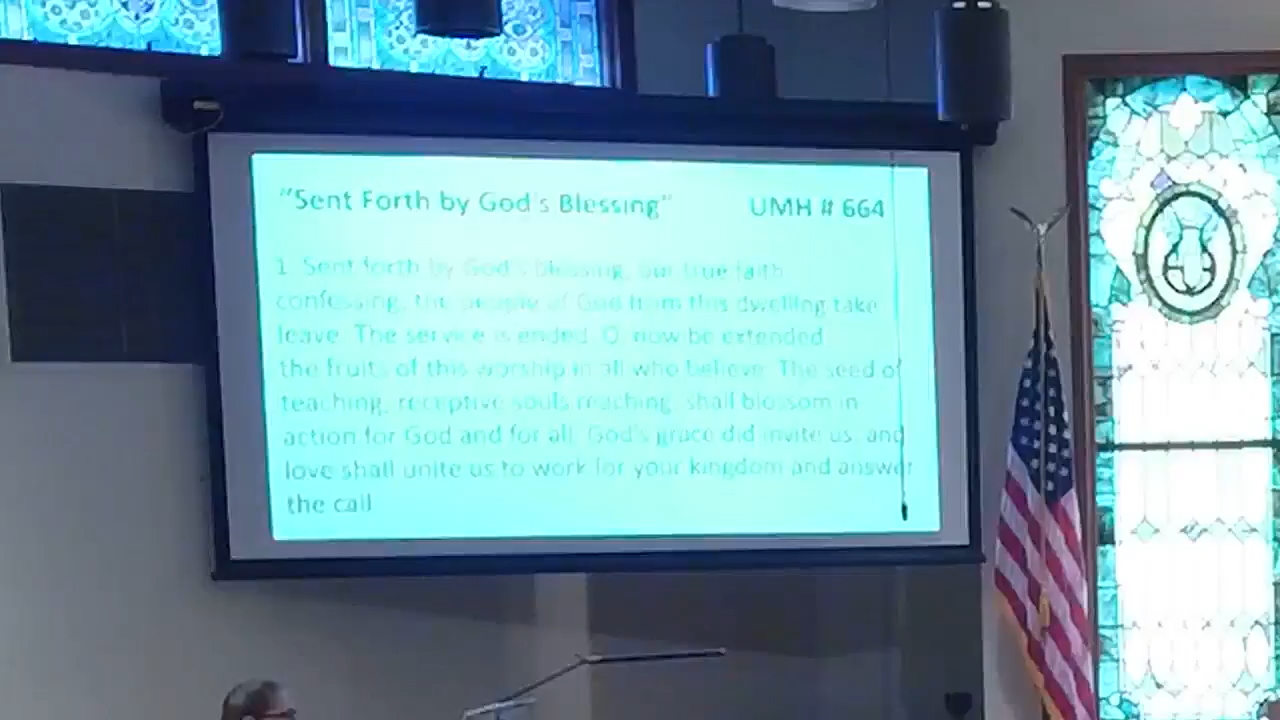 "Sent Forth by God's Blessing" UMH # 664
1. Sent forth by God's blessing, our true faith
confessing, the people of God from this dwelling take
leave. The service is ended, O now be extended
the fruits of this worship in all who believe. The seed of
teaching, receptive souls reaching, shall blossom in
action for God and for all. God's grace did invite us, and
love shall unite us to work for your kingdom and answer
the call